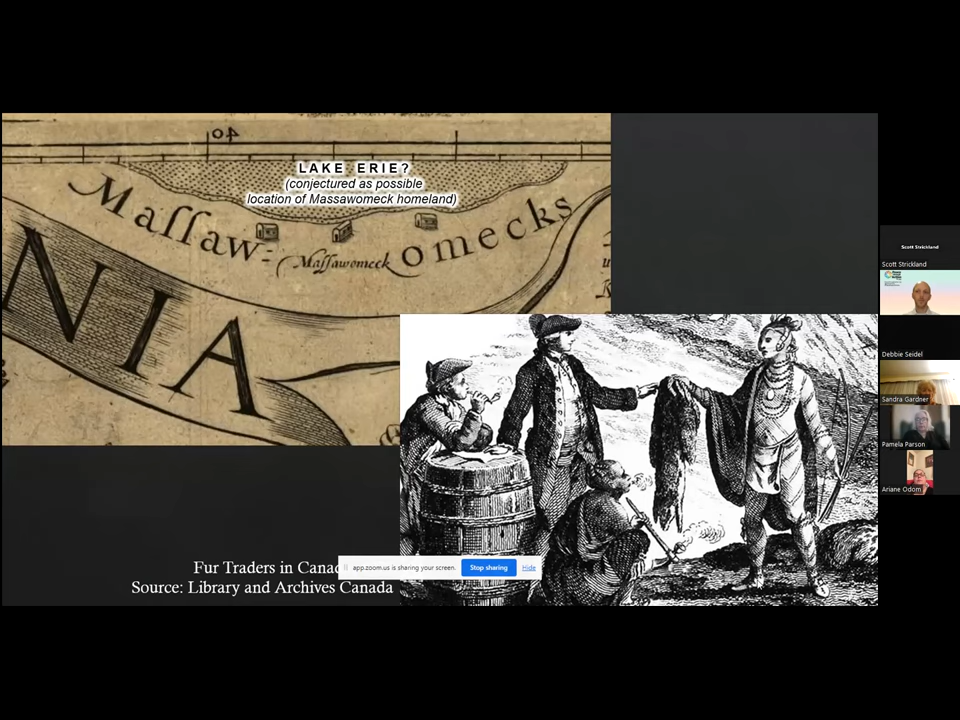 40
LAKE ERIE?
(conjectured as possible
location of Massawomeck homeland)
Maſſaw-
omecks
Maſſawomeck
NIA
Fur Traders in Canad
Source: Library and Archives Canada
app.zoom.us is sharing your screen.
Stop sharing
Hide
Scott Strickland
Scott Strickland
Debbie Seidel
Sandra Gardner
Pamela Parson
Ariane Odom